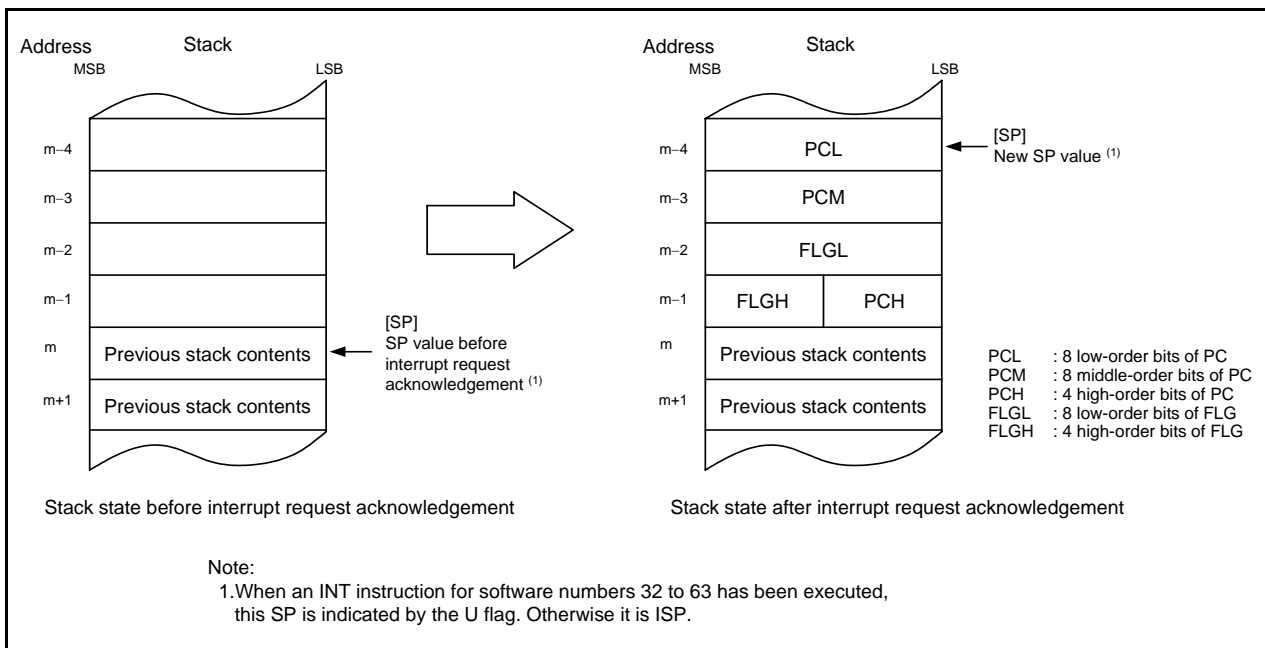 Address Stack
MSB LSB
m−4
m−3
m−2
m−1
m Previous stack contents
m+1 Previous stack contents
[SP]
SP value before
interrupt request
acknowledgement (1)
Stack state before interrupt request acknowledgement
Address Stack
MSB LSB
m−4 PCL
m−3 PCM
m−2 FLGL
m−1 FLGH PCH
m Previous stack contents
m+1 Previous stack contents
[SP]
New SP value (1)
PCL : 8 low-order bits of PC
PCM : 8 middle-order bits of PC
PCH : 4 high-order bits of PC
FLGL : 8 low-order bits of FLG
FLGH : 4 high-order bits of FLG
Stack state after interrupt request acknowledgement
Note:
1.When an INT instruction for software numbers 32 to 63 has been executed,
this SP is indicated by the U flag. Otherwise it is ISP.